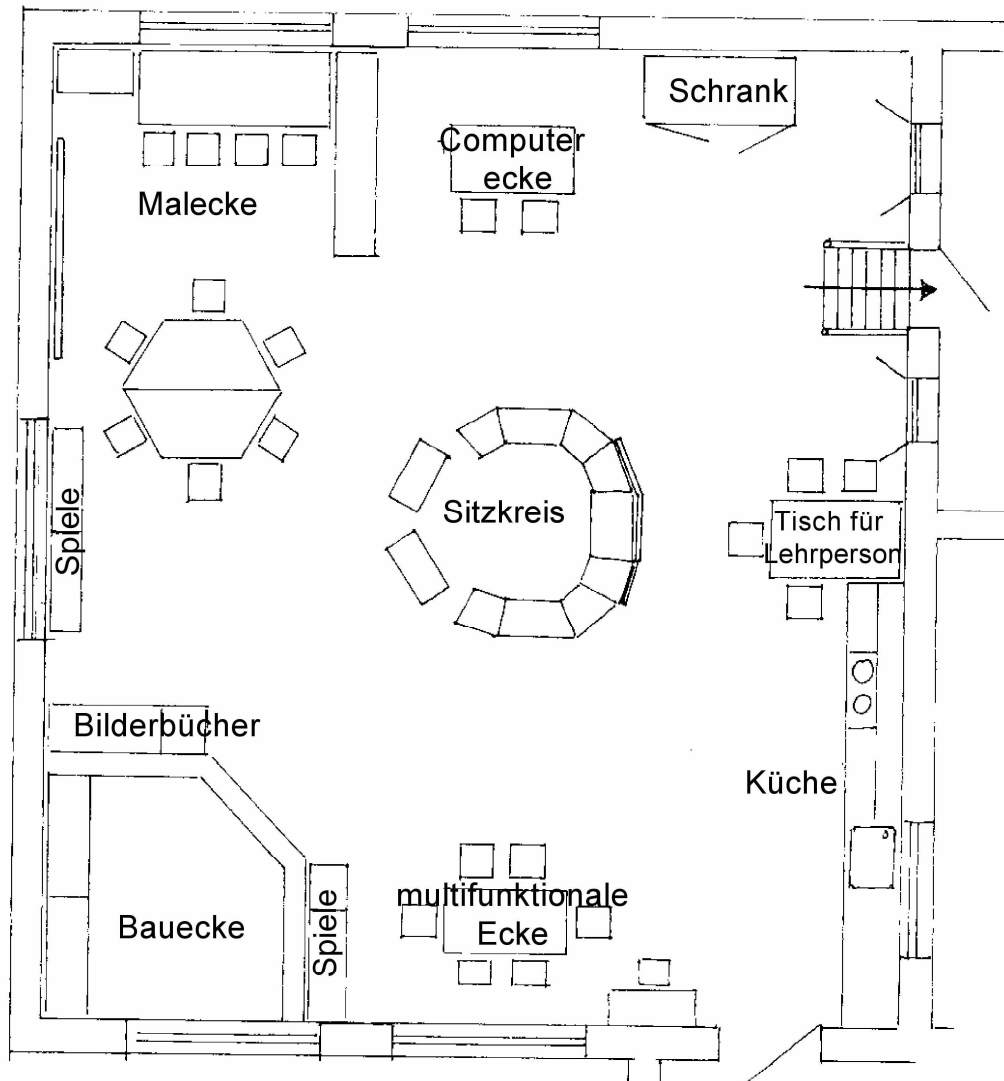 Schrank
Computer
ecke
Malecke
Spiele
Sitzkreis
Tisch für
Lehrperson
Bilderbücher
Küche
Bauecke
Spiele
multifunktionale
Ecke